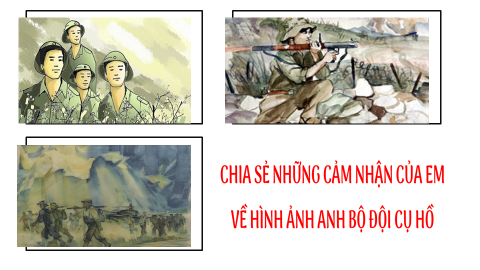 CHIA SẺ NHỮNG CẢM NHẬN CỦA EM
VỀ HÌNH ẢNH ANH BỘ ĐỘI CỤ HỒ